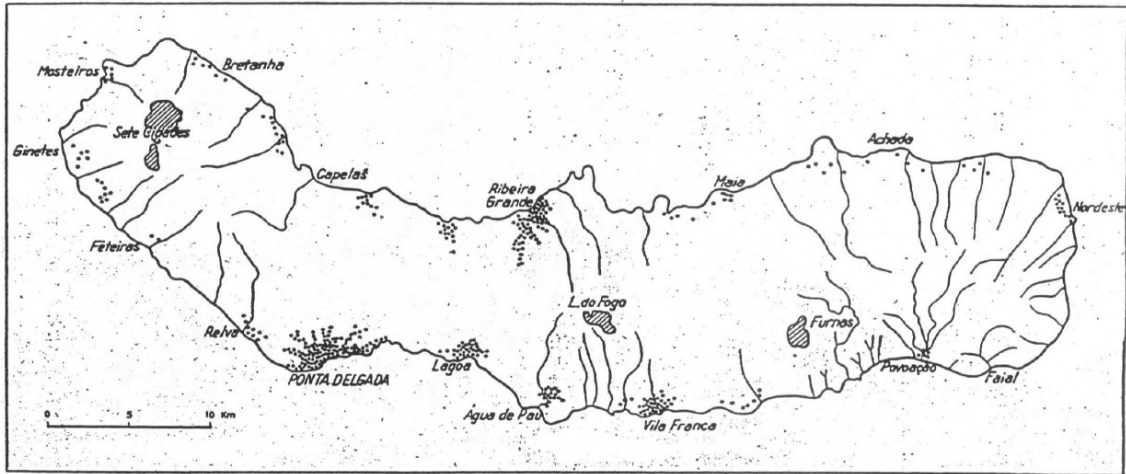 Mosteiros
Bretanha
Sete Cidades
Ginetes
Capelas
Feteiras
Relva
PONTA DELGADA
Lagoa
Ribeira
Grande
L. do Fogo
Agua de Pau
Vila Franca
Maia
Achada
Nordeste
Furnas
Povoação
Faial
0
10 Km